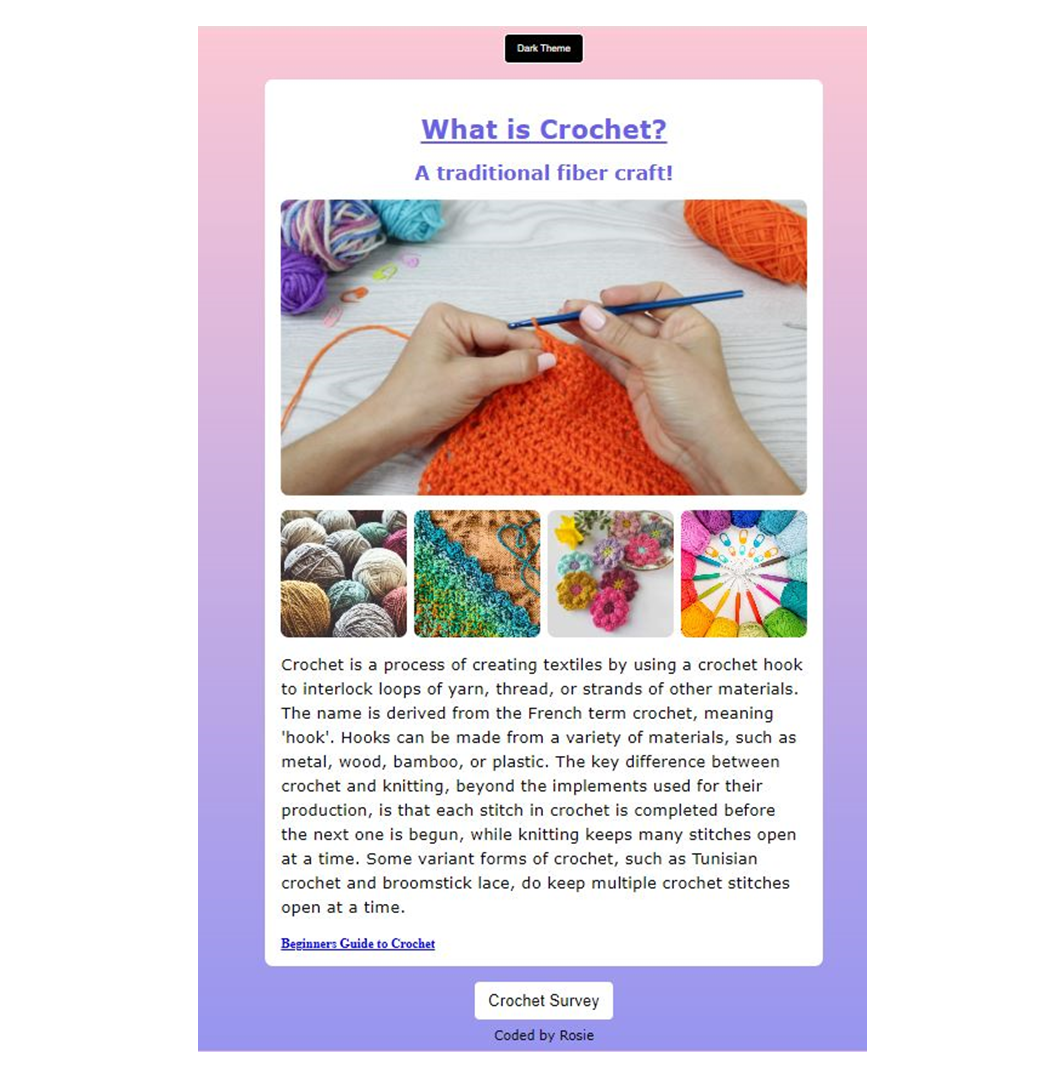 Dark Theme
What is Crochet?
A traditional fiber craft!
Crochet is a process of creating textiles by using a crochet hook
to interlock loops of yarn, thread, or strands of other materials.
The name is derived from the French term crochet, meaning
'hook'. Hooks can be made from a variety of materials, such as
metal, wood, bamboo, or plastic. The key difference between
crochet and knitting, beyond the implements used for their
production, is that each stitch in crochet is completed before
the next one is begun, while knitting keeps many stitches open
at a time. Some variant forms of crochet, such as Tunisian
crochet and broomstick lace, do keep multiple crochet stitches
open at a time.
Beginners Guide to Crochet
Crochet Survey
Coded by Rosie